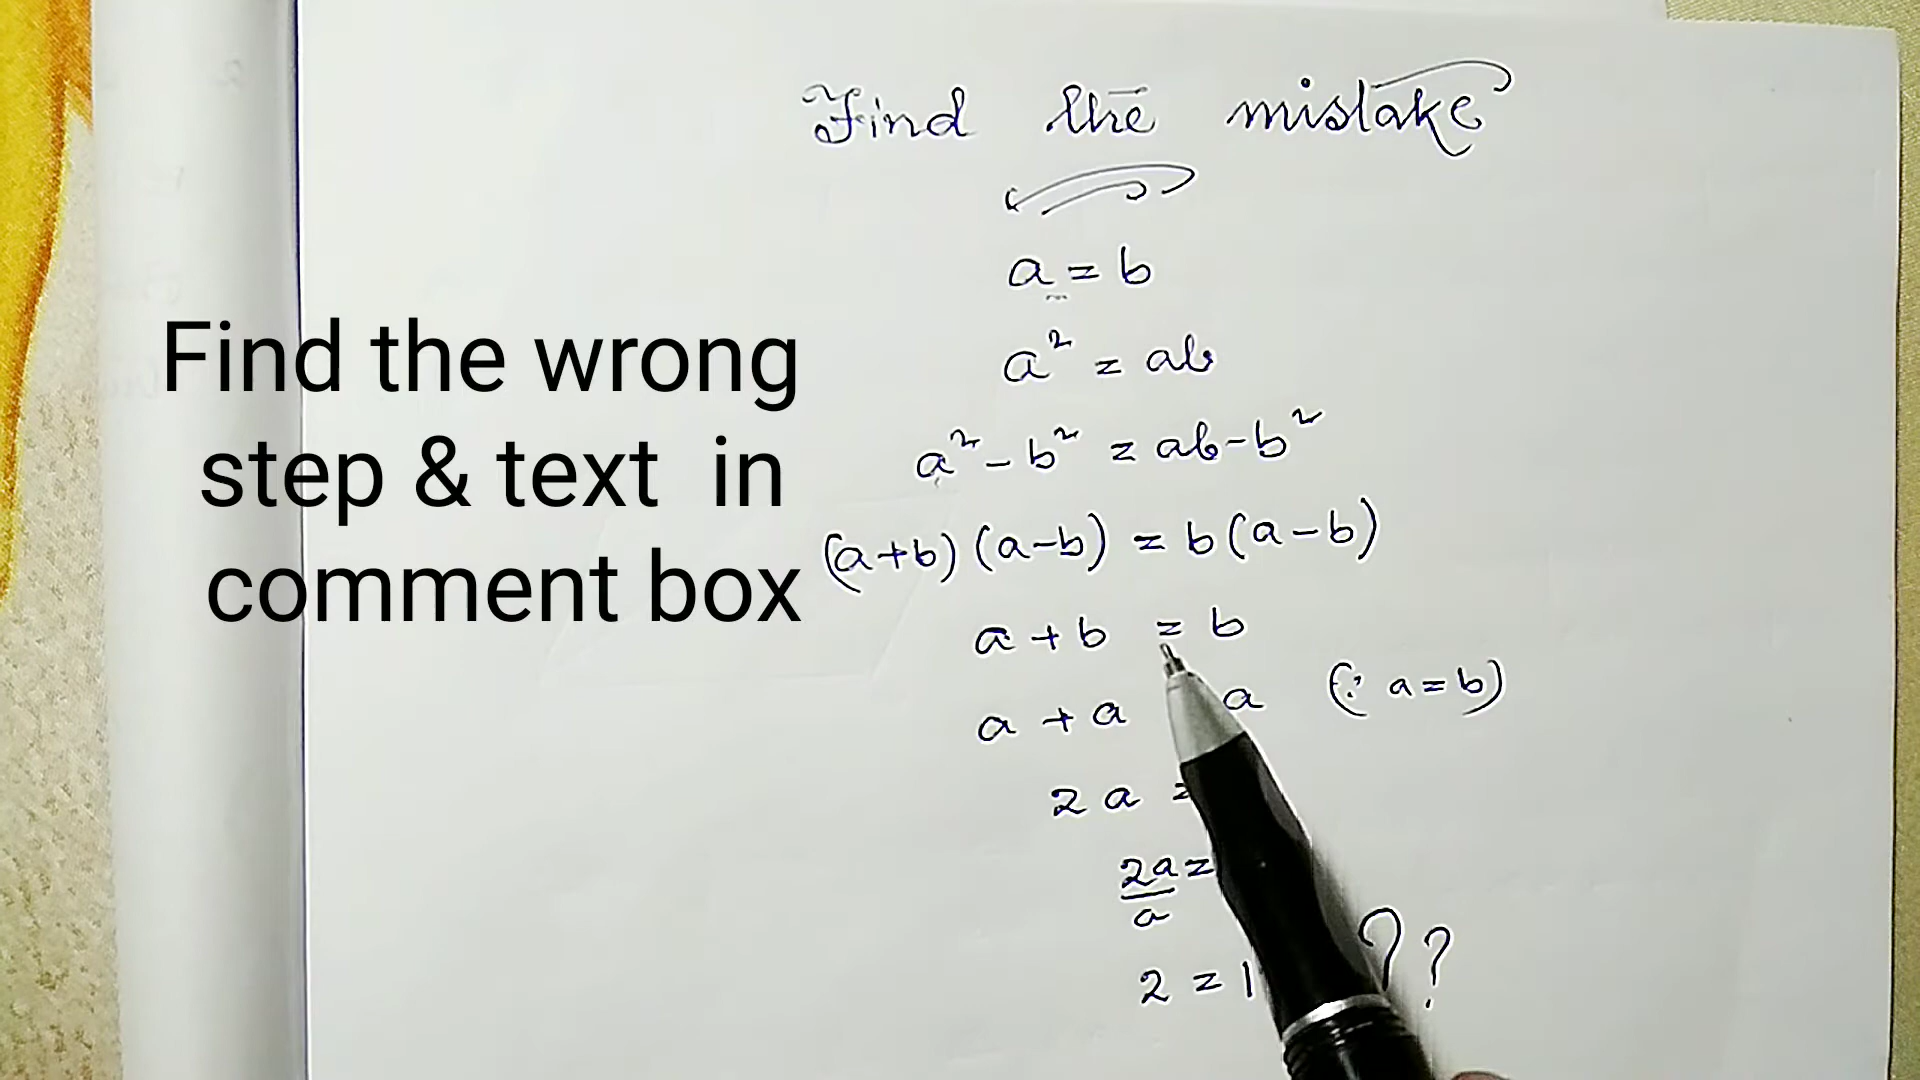 Find the mistake
a = b
a² = ab
a² - b² = ab - b²
(a+b) (a-b) = b (a-b)
a + b = b
a + a a (∵ a = b)
2a =
2a/a =
2 = 1 ??
Find the wrong
step & text in
comment box